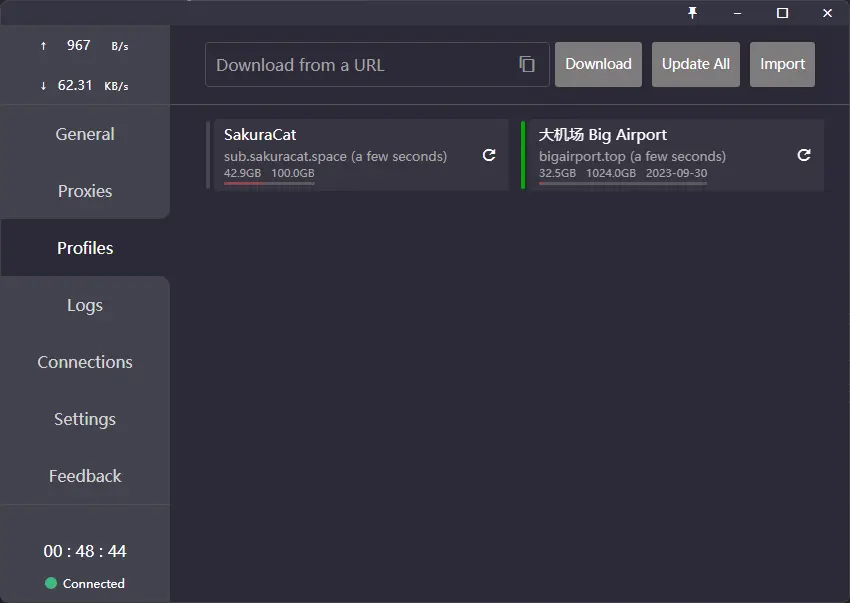 ↑ 967 B/s
↓ 62.31 KB/s
General
Proxies
Profiles
Logs
Connections
Settings
Feedback
00 : 48 : 44
Connected
Download from a URL
Download
Update All
Import
SakuraCat
sub.sakuracat.space (a few seconds)
42.9GB 100.0GB
大机场 Big Airport
bigairport.top (a few seconds)
32.5GB 1024.0GB 2023-09-30